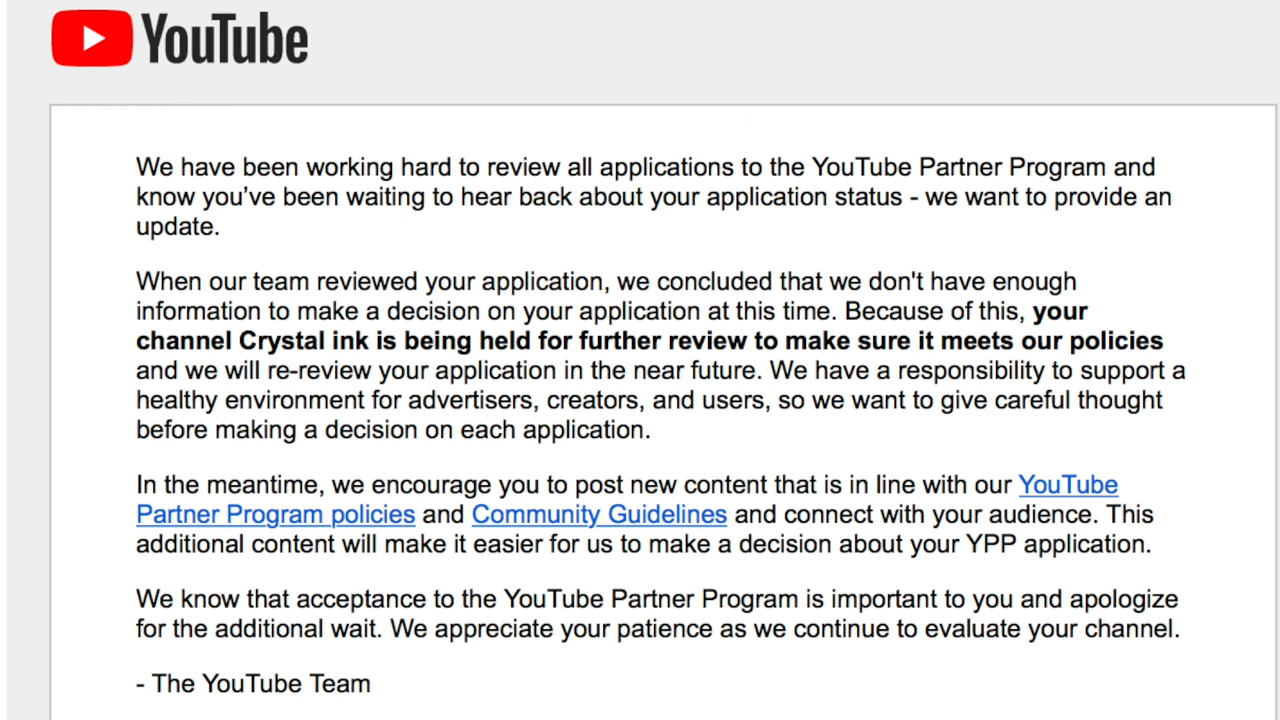 YouTube
We have been working hard to review all applications to the YouTube Partner Program and
know you’ve been waiting to hear back about your application status - we want to provide an
update.
When our team reviewed your application, we concluded that we don't have enough
information to make a decision on your application at this time. Because of this, your
channel Crystal ink is being held for further review to make sure it meets our policies
and we will re-review your application in the near future. We have a responsibility to support a
healthy environment for advertisers, creators, and users, so we want to give careful thought
before making a decision on each application.
In the meantime, we encourage you to post new content that is in line with our YouTube
Partner Program policies and Community Guidelines and connect with your audience. This
additional content will make it easier for us to make a decision about your YPP application.
We know that acceptance to the YouTube Partner Program is important to you and apologize
for the additional wait. We appreciate your patience as we continue to evaluate your channel.
- The YouTube Team